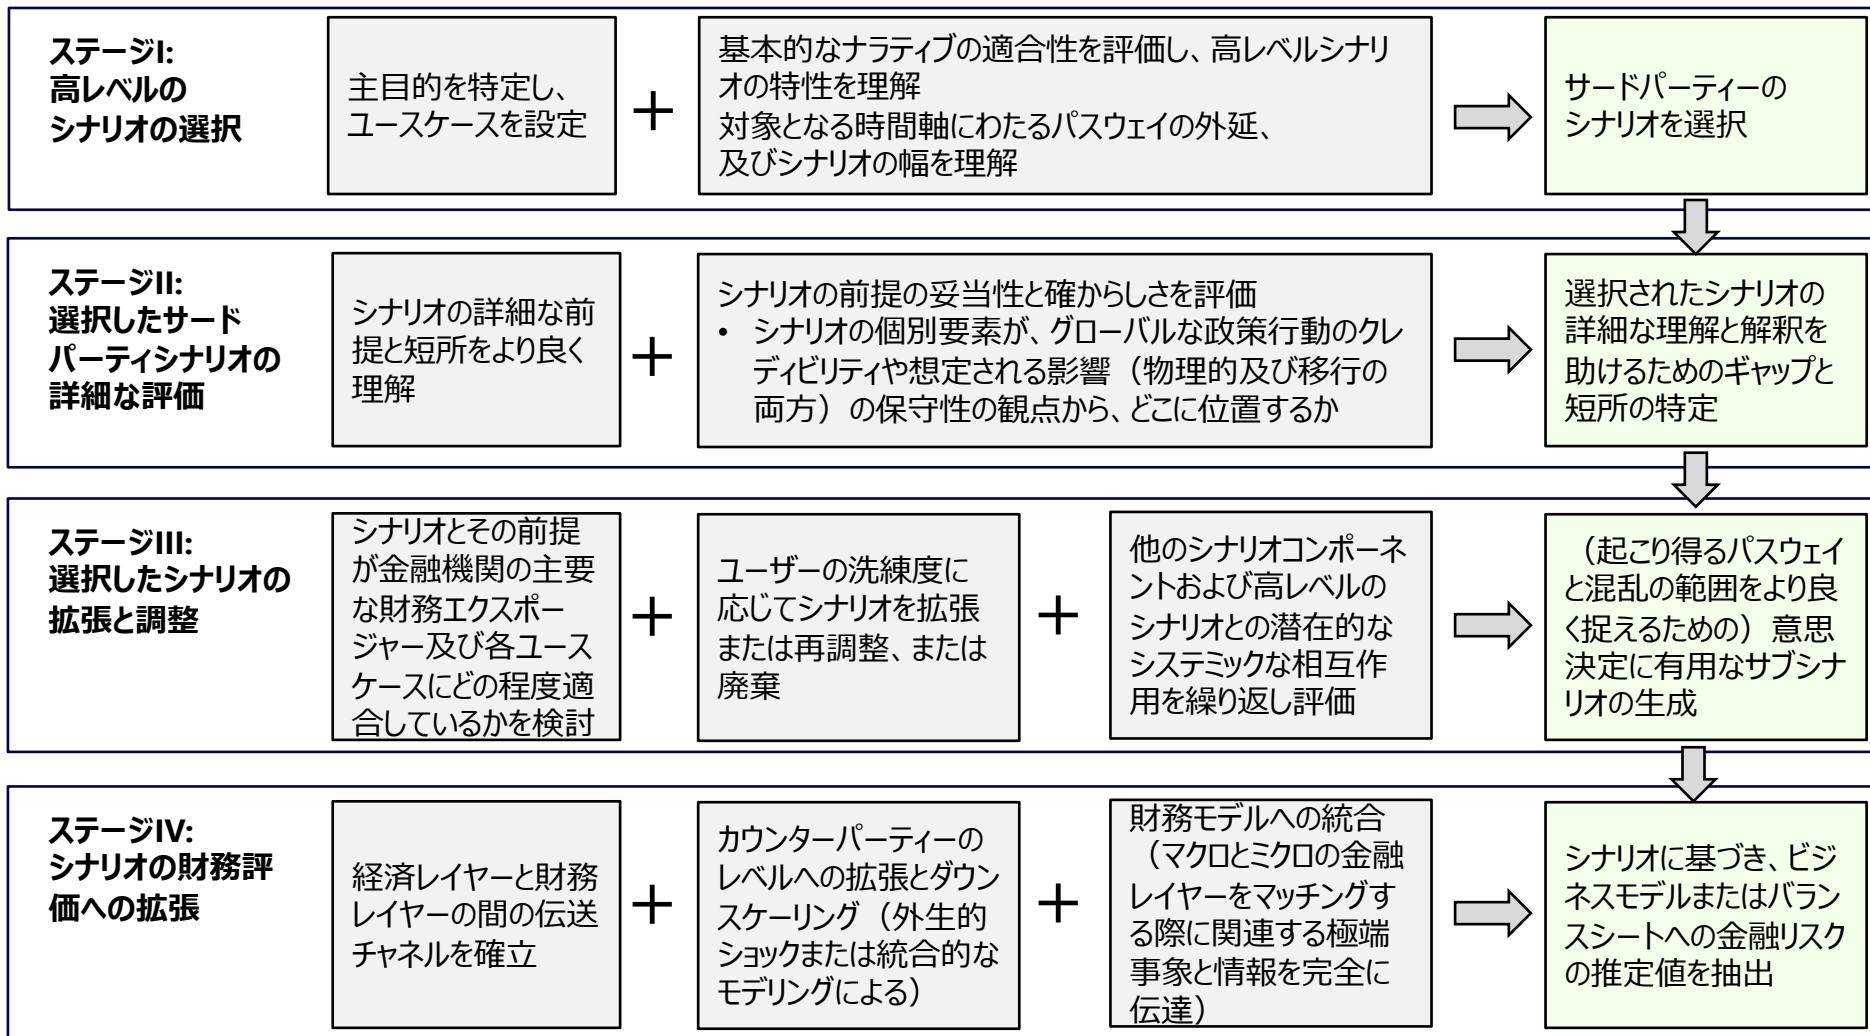 ステージI:
高レベルの
シナリオの選択
主目的を特定し、
ユースケースを設定
+
基本的なナラティブの適合性を評価し、高レベルシナリ
オの特性を理解
対象となる時間軸にわたるパスウェイの外延、
及びシナリオの幅を理解
サードパーティーの
シナリオを選択
ステージII:
選択したサード
パーティシナリオの
詳細な評価
シナリオの詳細な前
提と短所をより良く
理解
+
シナリオの前提の妥当性と確からしさを評価
• シナリオの個別要素が、グローバルな政策行動のクレ
ディビリティや想定される影響（物理的及び移行の
両方）の保守性の観点から、どこに位置するか
選択されたシナリオの
詳細な理解と解釈を
助けるためのギャップと
短所の特定
ステージIII:
選択したシナリオの
拡張と調整
シナリオとその前提
が金融機関の主要
な財務エクスポー
ジャー及び各ユース
ケースにどの程度適
合しているかを検討
+
ユーザーの洗練度に
応じてシナリオを拡張
または再調整、または
廃棄
+
他のシナリオコンポーネ
ントおよび高レベルの
シナリオとの潜在的な
システミックな相互作
用を繰り返し評価
（起こり得るパスウェイ
と混乱の範囲をより良
く捉えるための）意思
決定に有用なサブシナ
リオの生成
ステージIV:
シナリオの財務評
価への拡張
経済レイヤーと財務
レイヤーの間の伝送
チャネルを確立
+
カウンターパーティーの
レベルへの拡張とダウン
スケーリング（外生的
ショックまたは統合的な
モデリングによる）
+
財務モデルへの統合
（マクロとミクロの金融
レイヤーをマッチングす
る際に関連する極端
事象と情報を完全に
伝達）
シナリオに基づき、ビジ
ネスモデルまたはバラン
スシートへの金融リスク
の推定値を抽出